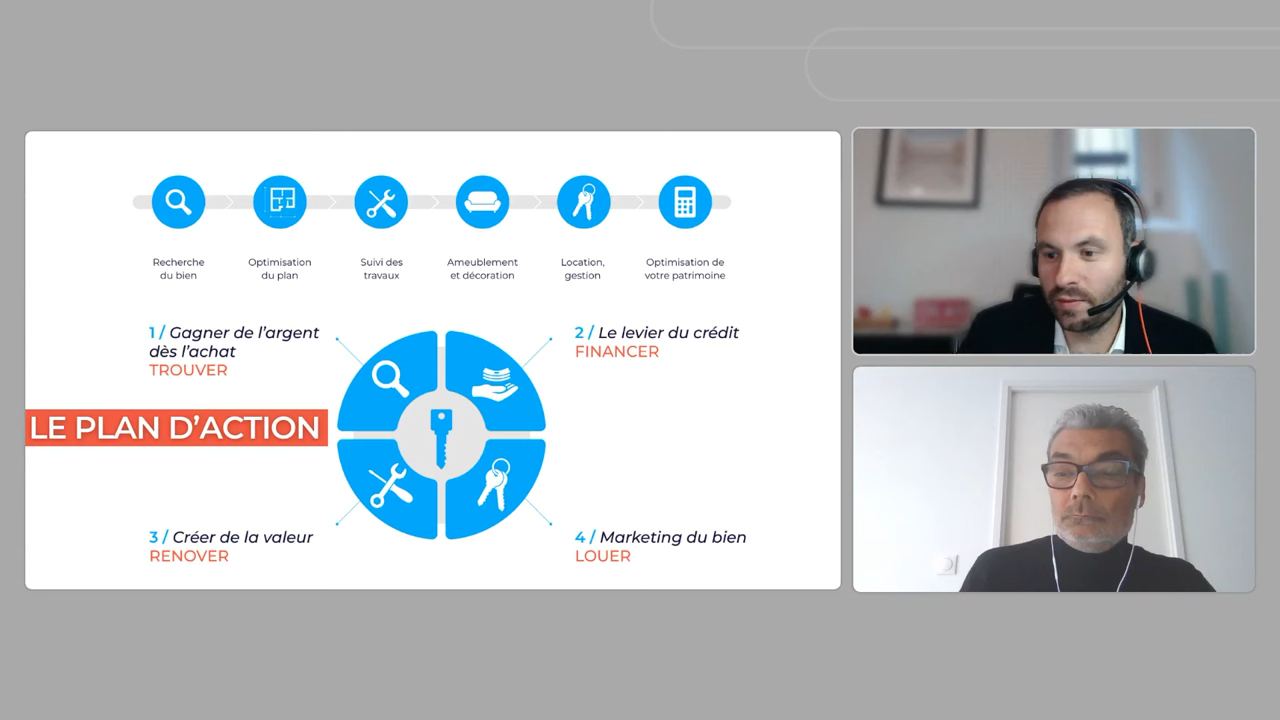 Recherche
du bien
Optimisation
du plan
Suivi des
travaux
Ameublement
et décoration
Location,
gestion
Optimisation de
votre patrimoine
1 / Gagner de l'argent
dès l'achat
TROUVER
2 / Le levier du crédit
FINANCER
LE PLAN D'ACTION
3 / Créer de la valeur
RENOVER
4 / Marketing du bien
LOUER